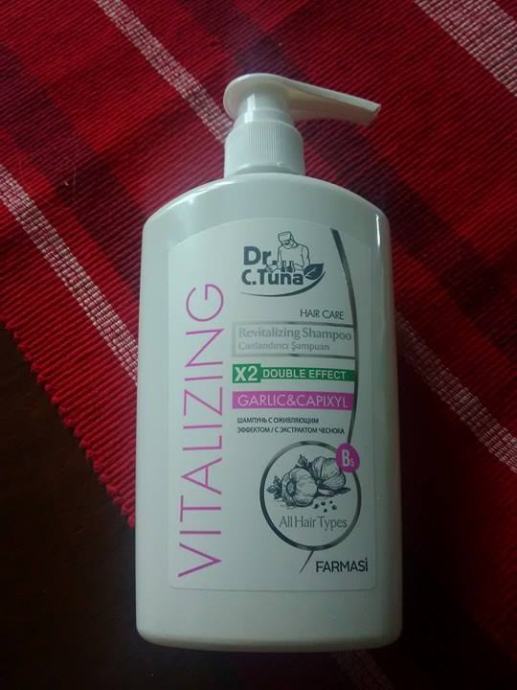 Dr.
C.Tuna
HAIR CARE
Revitalizing Shampoo
Canlandırıcı Şampuan
X2 DOUBLE EFFECT
GARLIC&CAPIXYL
ШАМПУНЬ С ОЖИВЛЯЮЩИМ
ЭФФЕКТОМ / С ЭКСТРАКТОМ ЧЕСНОКА
B5
All Hair Types
FARMASi
VITALIZING